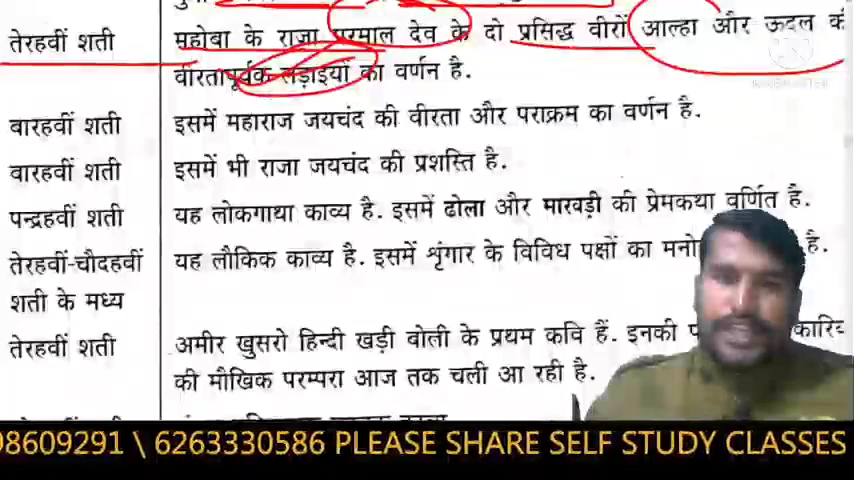 तेरहवीं शती महोबा के राजा परमाल देव के दो प्रसिद्ध वीरों आल्हा और ऊदल
वीरतापूर्वक लड़ाइयों का वर्णन है.
बारहवीं शती इसमें महाराज जयचंद की वीरता और पराक्रम का वर्णन है.
वारहवीं शती इसमें भी राजा जयचंद की प्रशस्ति है.
पन्द्रहवीं शती यह लोकगाथा काव्य है. इसमें ढोला और मारवड़ी की प्रेमकथा वर्णित है.
तेरहवीं-चौदहवीं यह लौकिक काव्य है. इसमें शृंगार के विविध पक्षों का है.
शती के मध्य
तेरहवीं शती अमीर खुसरो हिन्दी खड़ी बोली के प्रथम कवि हैं. इनकी
की मौखिक परम्परा आज तक चली आ रही है.
98609291 \ 6263330586 PLEASE SHARE SELF STUDY CLASSES